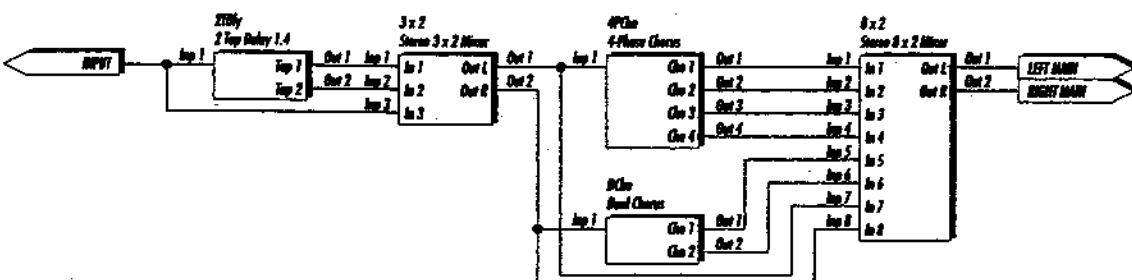 2TDly
2 Tap Delay 1.4
3 x 2
Stereo 3 x 2 Mixer
4PCho
4-Phase Chorus
8 x 2
Stereo 8 x 2 Mixer
INPUT
Inp 1
Tap 1
Tap 2
Out 1
Out 2
Inp 1
Inp 2
Inp 3
In 1
In 2
In 3
Out L
Out R
Out 1
Out 2
Inp 1
Cho 1
Cho 2
Cho 3
Cho 4
Out 1
Out 2
Out 3
Out 4
Inp 1
Inp 2
Inp 3
Inp 4
Inp 5
Inp 6
Inp 7
Inp 8
In 1
In 2
In 3
In 4
In 5
In 6
In 7
In 8
Out L
Out R
Out 1
Out 2
LEFT MAIN
RIGHT MAIN
DCho
Dual Chorus
Inp 1
Cho 1
Cho 2
Out 1
Out 2